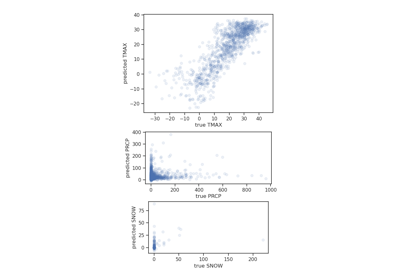 40
30
20
10
0
−10
−20
predicted TMAX
−30 −20 −10 0 10 20 30 40
true TMAX
400
300
200
100
0
predicted PRCP
0 200 400 600 800 1000
true PRCP
75
50
25
0
predicted SNOW
0 50 100 150 200
true SNOW